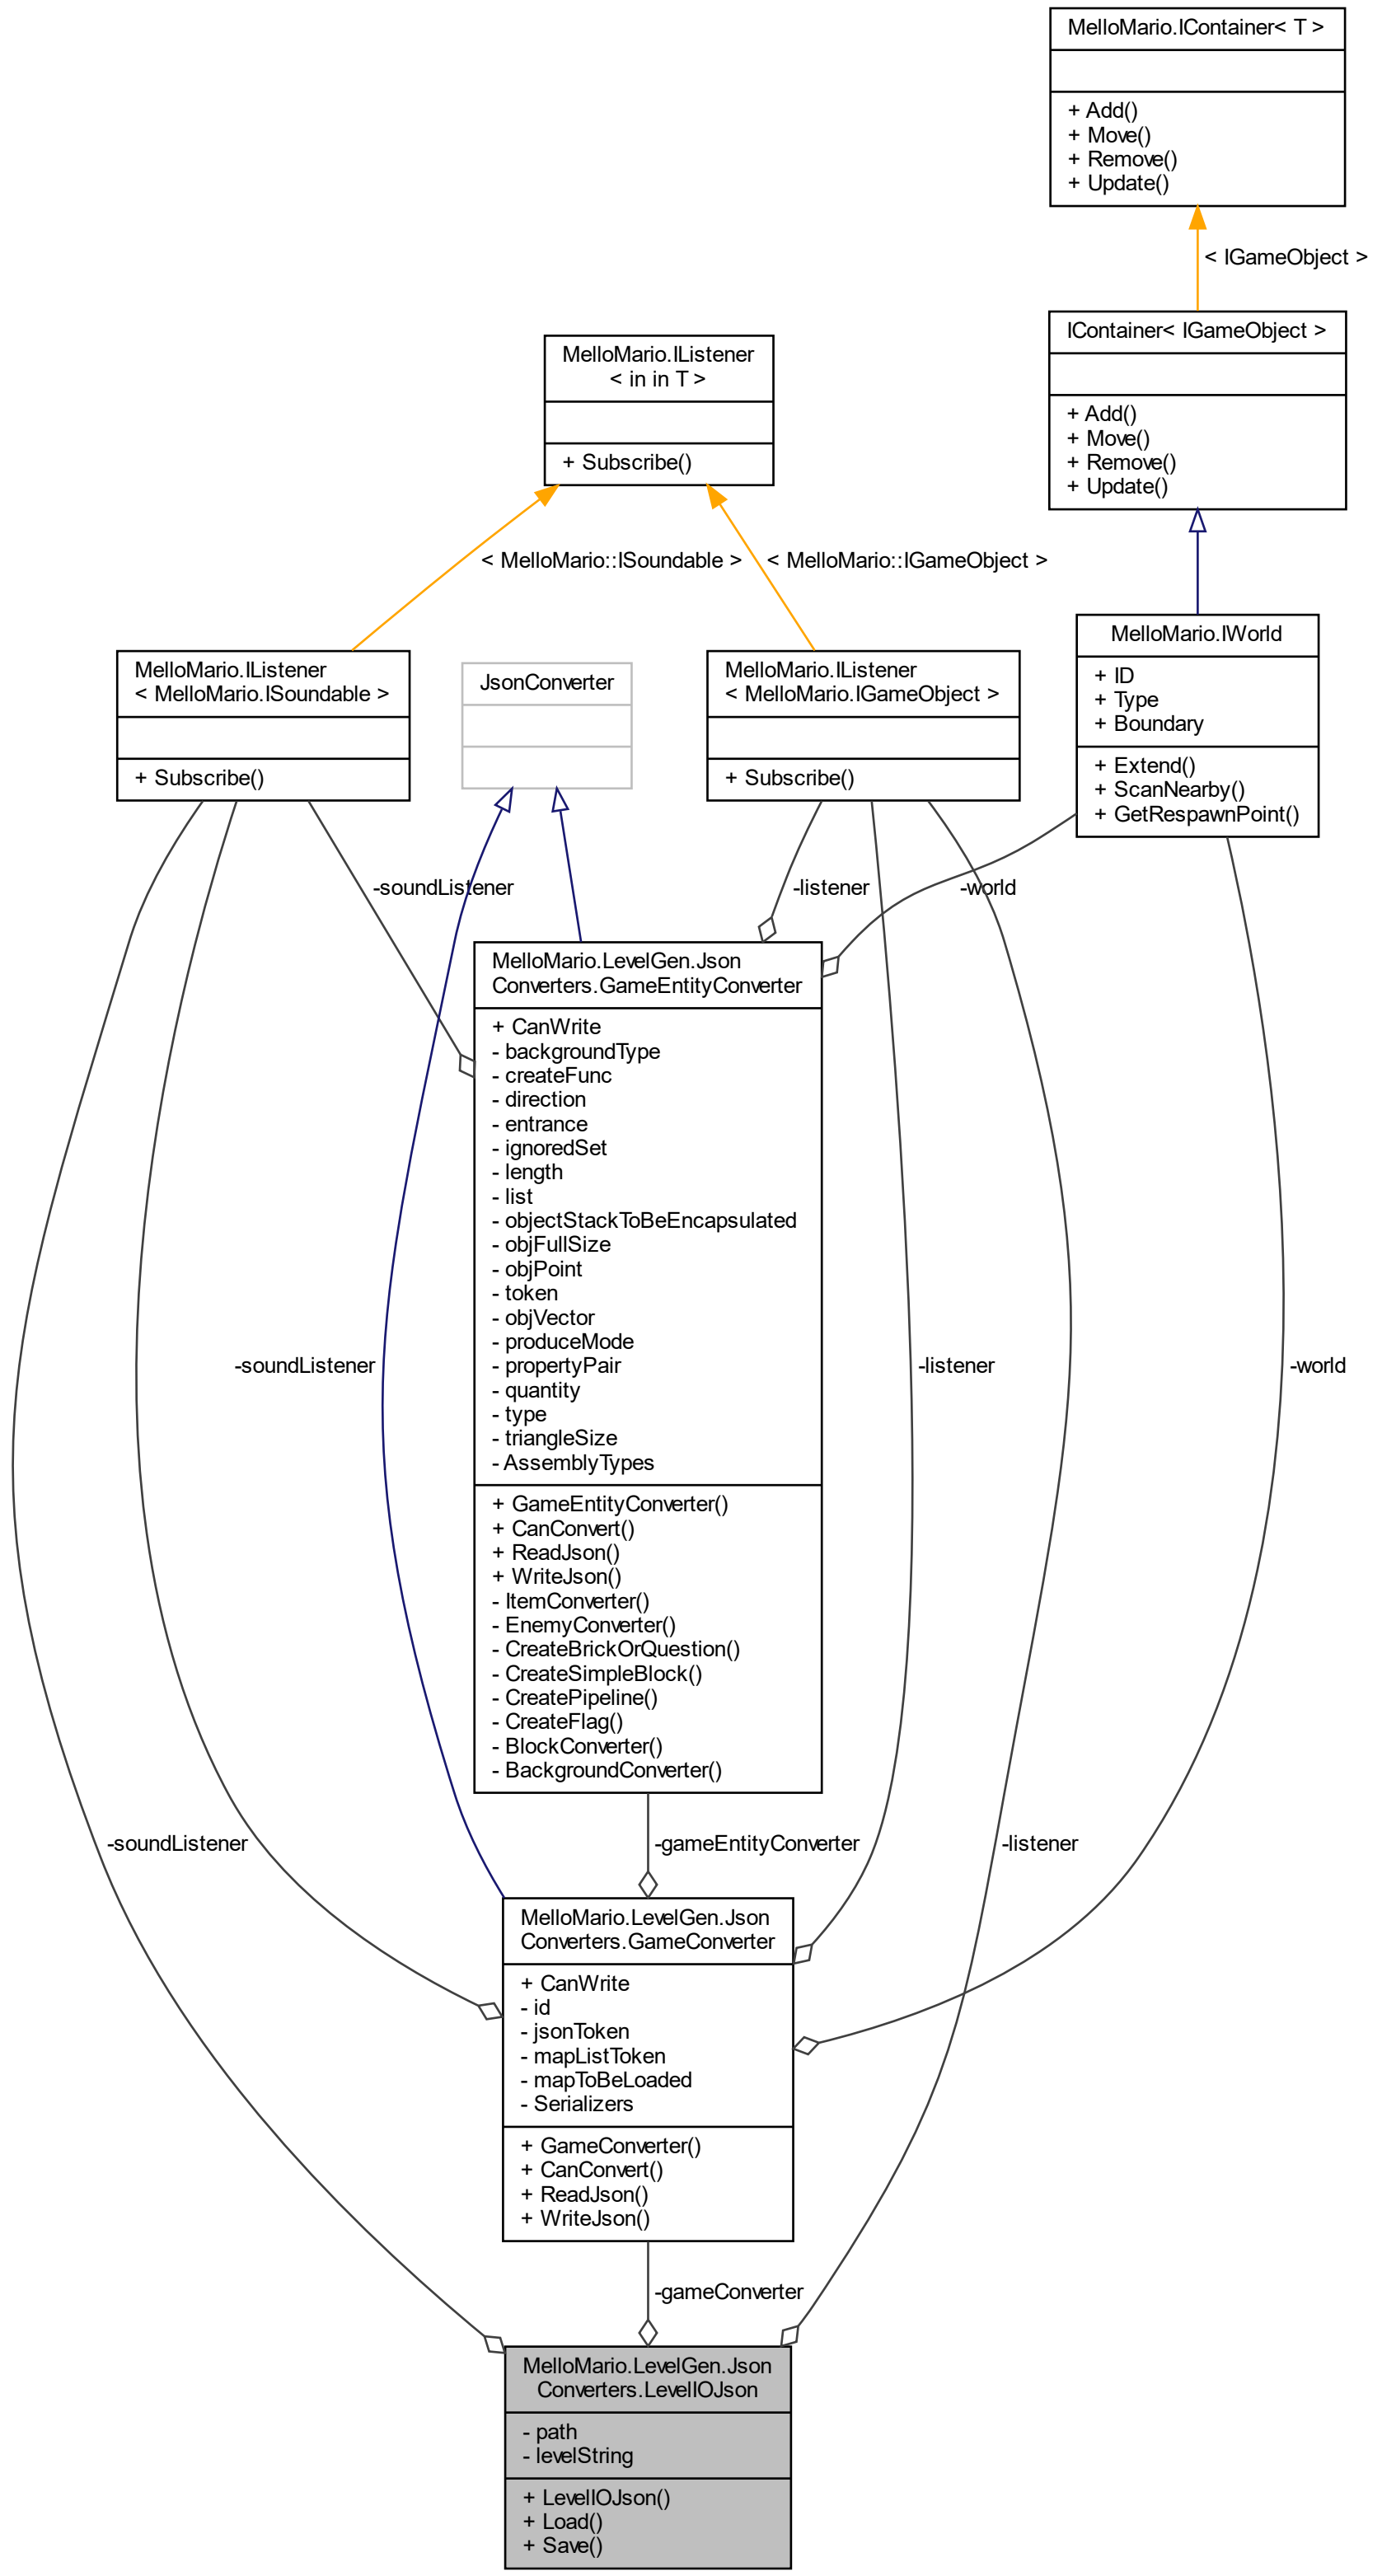 MelloMario.IContainer< T >
+ Add()
+ Move()
+ Remove()
+ Update()
< IGameObject >
IContainer< IGameObject >
+ Add()
+ Move()
+ Remove()
+ Update()
MelloMario.IListener
< in in T >
+ Subscribe()
< MelloMario::ISoundable >
< MelloMario::IGameObject >
MelloMario.IWorld
+ ID
+ Type
+ Boundary
+ Extend()
+ ScanNearby()
+ GetRespawnPoint()
MelloMario.IListener
< MelloMario.ISoundable >
+ Subscribe()
JsonConverter
MelloMario.IListener
< MelloMario.IGameObject >
+ Subscribe()
-soundListener
-listener
-world
MelloMario.LevelGen.Json
Converters.GameEntityConverter
+ CanWrite
- backgroundType
- createFunc
- direction
- entrance
- ignoredSet
- length
- list
- objectStackToBeEncapsulated
- objFullSize
- objPoint
- token
- objVector
- produceMode
- propertyPair
- quantity
- type
- triangleSize
- AssemblyTypes
+ GameEntityConverter()
+ CanConvert()
+ ReadJson()
+ WriteJson()
- ItemConverter()
- EnemyConverter()
- CreateBrickOrQuestion()
- CreateSimpleBlock()
- CreatePipeline()
- CreateFlag()
- BlockConverter()
- BackgroundConverter()
-soundListener
-listener
-world
-soundListener
-gameEntityConverter
-listener
MelloMario.LevelGen.Json
Converters.GameConverter
+ CanWrite
- id
- jsonToken
- mapListToken
- mapToBeLoaded
- Serializers
+ GameConverter()
+ CanConvert()
+ ReadJson()
+ WriteJson()
-gameConverter
MelloMario.LevelGen.Json
Converters.LevelIOJson
- path
- levelString
+ LevelIOJson()
+ Load()
+ Save()